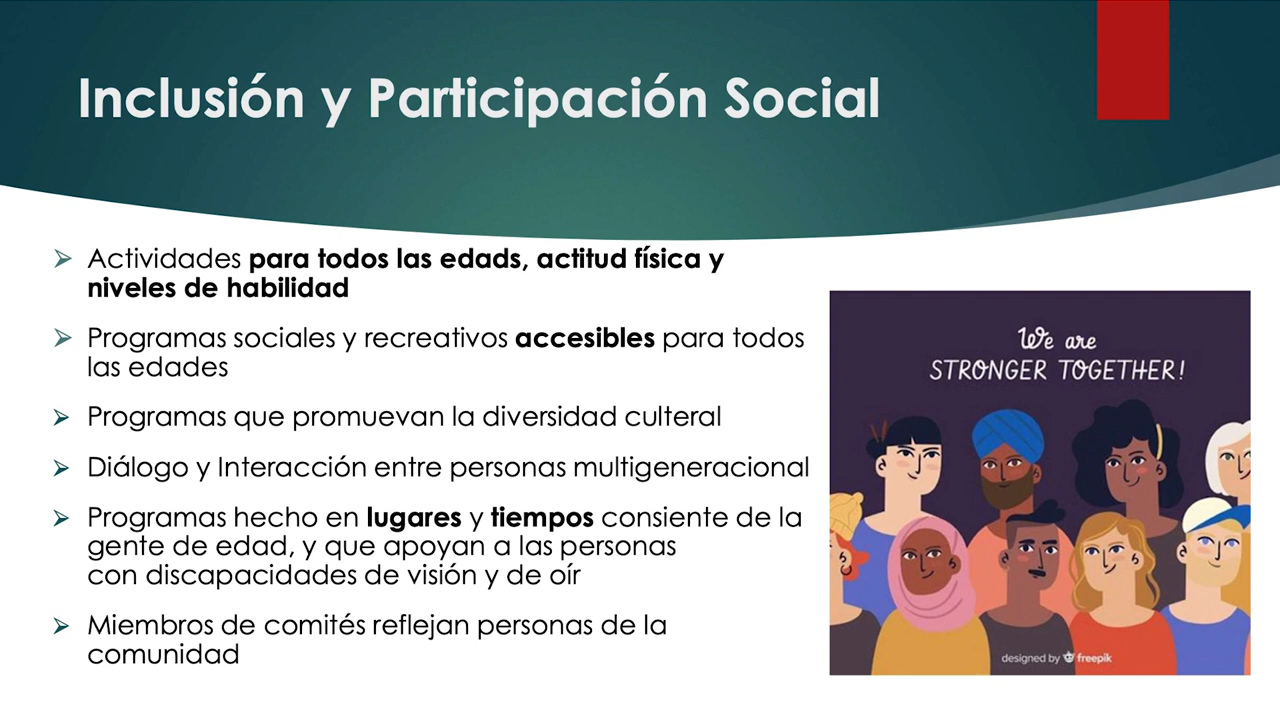 Inclusión y Participación Social
Actividades para todos las edads, actitud física y
niveles de habilidad
Programas sociales y recreativos accesibles para todos
las edades
Programas que promuevan la diversidad culteral
Diálogo y Interacción entre personas multigeneracional
Programas hecho en lugares y tiempos consiente de la
gente de edad, y que apoyan a las personas
con discapacidades de visión y de oír
Miembros de comités reflejan personas de la
comunidad
We are
STRONGER TOGETHER!
designed by freepik